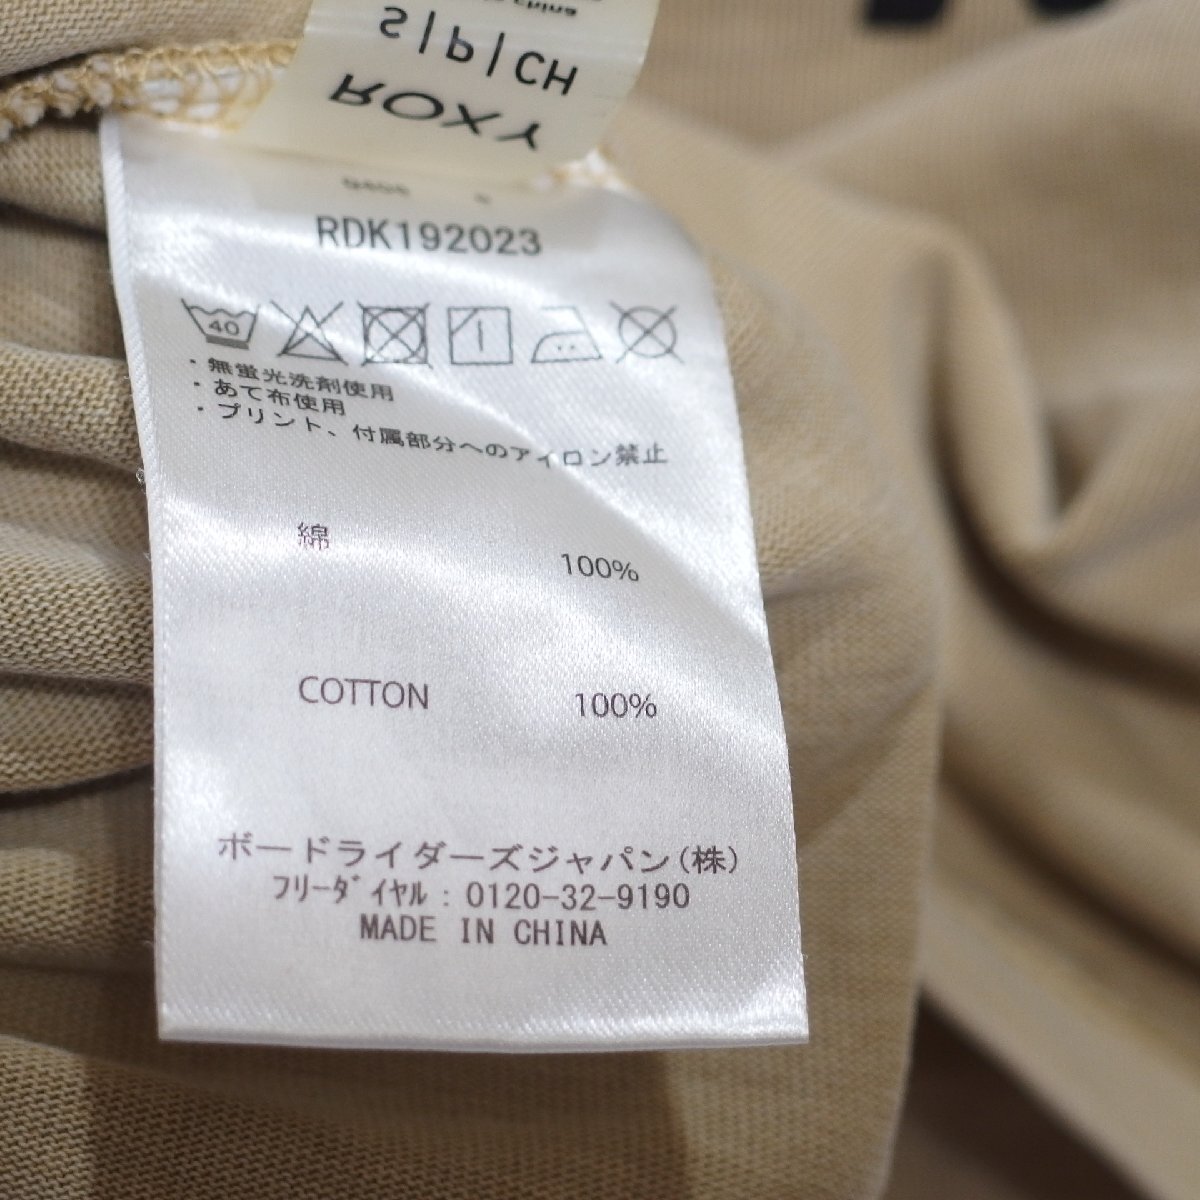 china
S|P|CH
ROXY
RDK192023
40
・無蛍光洗剤使用
・あて布使用
・プリント、付属部分へのアイロン禁止
綿 100%
COTTON 100%
ボードライダーズジャパン(株)
フリーダイヤル : 0120-32-9190
MADE IN CHINA